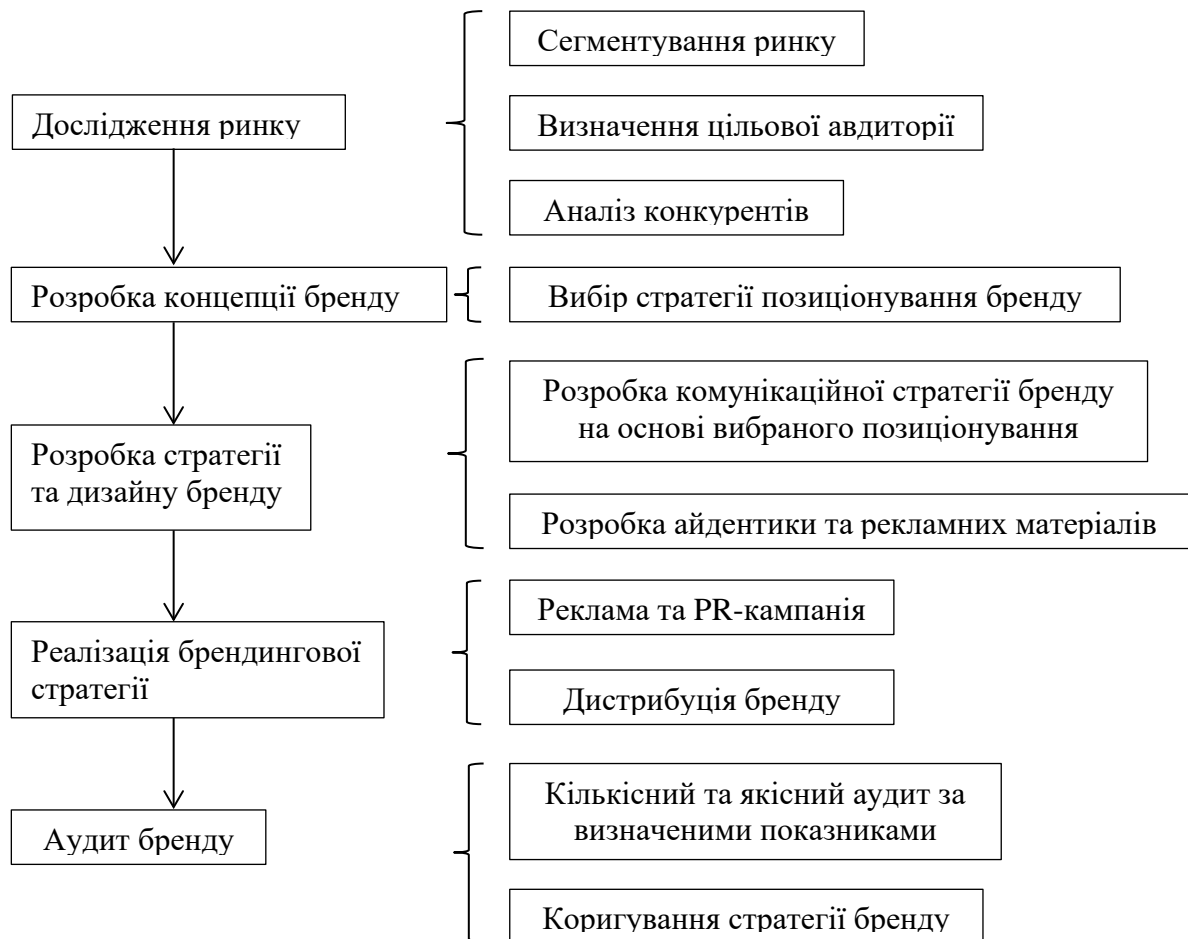 Дослідження ринку
Сегментування ринку
Визначення цільової авдиторії
Аналіз конкурентів
Розробка концепції бренду
Вибір стратегії позиціонування бренду
Розробка стратегії
та дизайну бренду
Розробка комунікаційної стратегії бренду
на основі вибраного позиціонування
Розробка айдентики та рекламних матеріалів
Реалізація брендингової
стратегії
Реклама та PR-кампанія
Дистрибуція бренду
Аудит бренду
Кількісний та якісний аудит за
визначеними показниками
Коригування стратегії бренду